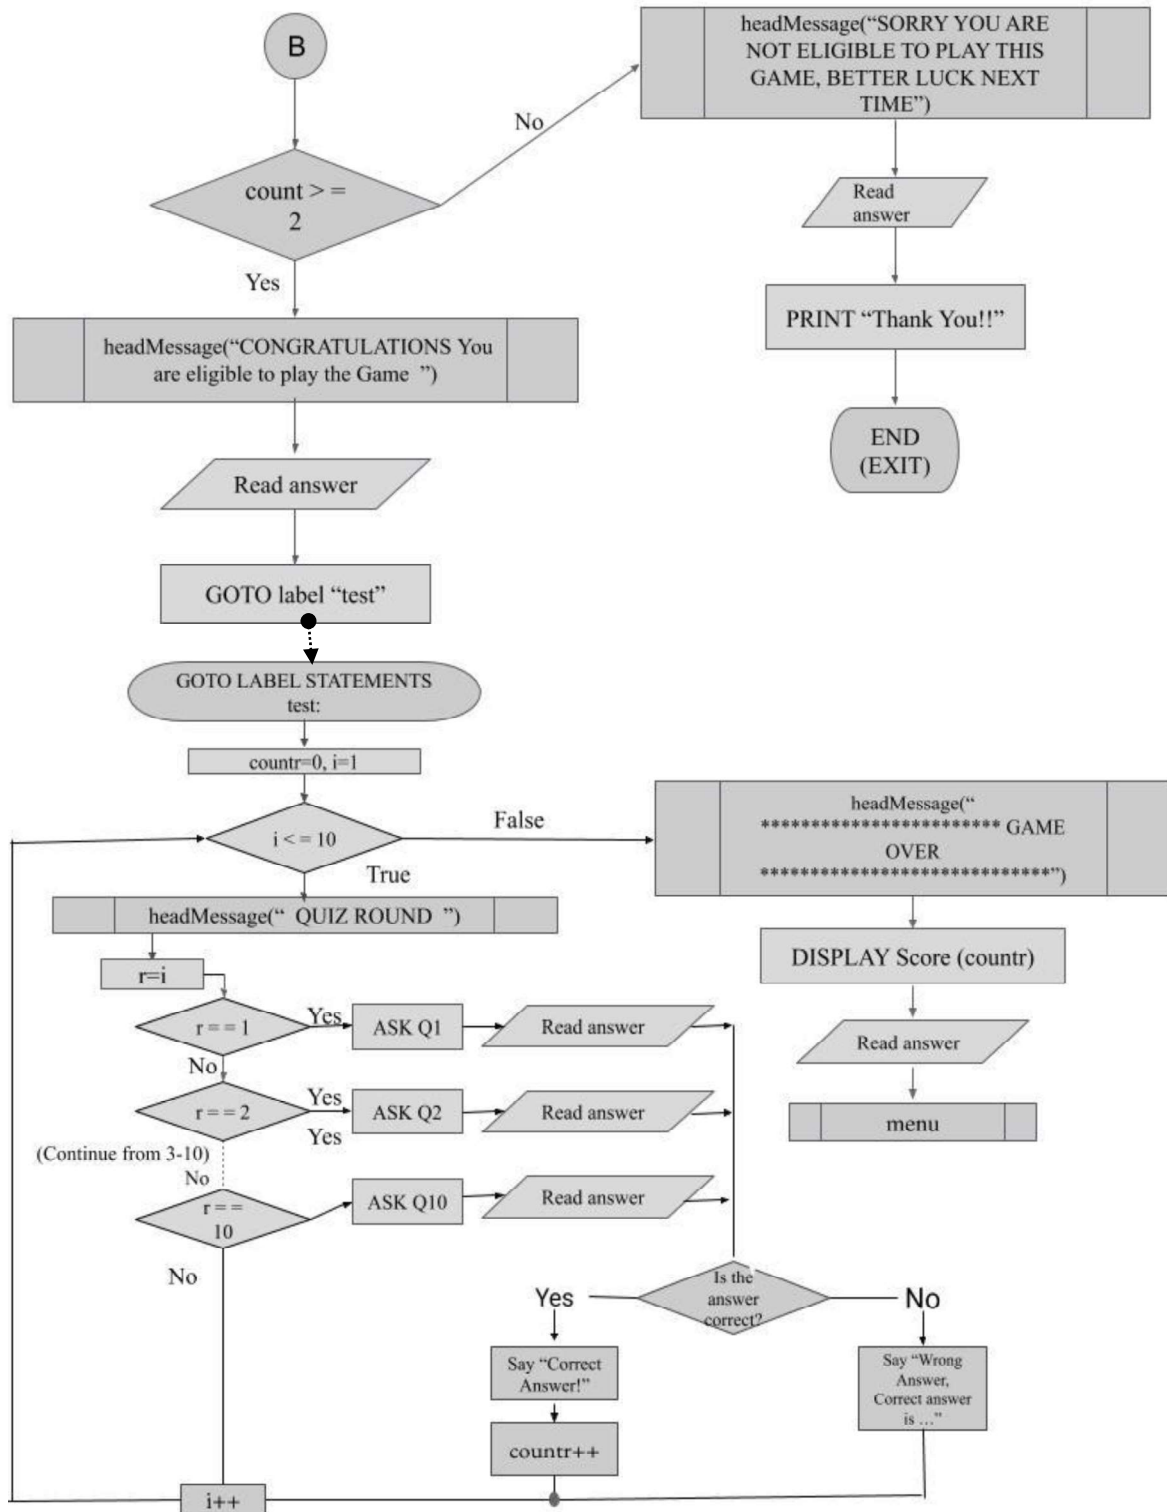 B
headMessage(“SORRY YOU ARE
NOT ELIGIBLE TO PLAY THIS
GAME, BETTER LUCK NEXT
TIME”)
No
count > =
2
Read
answer
Yes
PRINT “Thank You!!”
headMessage(“CONGRATULATIONS You
are eligible to play the Game ”)
END
(EXIT)
Read answer
GOTO label “test”
GOTO LABEL STATEMENTS
test:
countr=0, i=1
i < = 10
False
headMessage(“
************************ GAME
OVER
*****************************”)
True
headMessage(“ QUIZ ROUND ”)
DISPLAY Score (countr)
r=i
r = = 1
Yes
ASK Q1
Read answer
Read answer
No
r = = 2
Yes
ASK Q2
Read answer
menu
Yes
(Continue from 3-10)
No
r = =
10
ASK Q10
Read answer
No
Is the
answer
correct?
Yes
No
Say “Correct
Answer!”
Say “Wrong
Answer,
Correct answer
is …”
countr++
i++